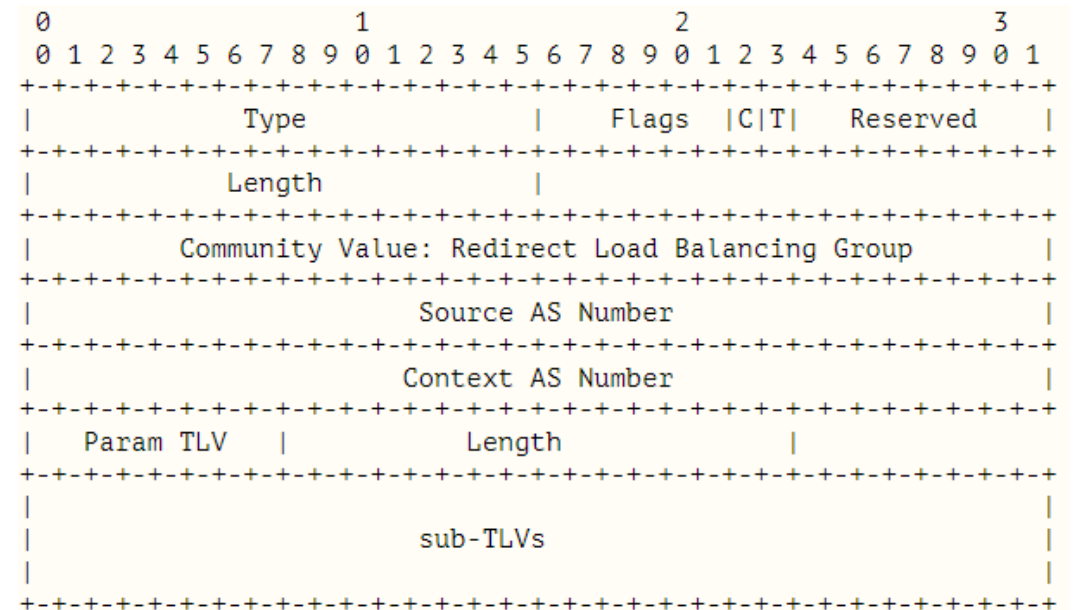 0                   1                   2                   3
0 1 2 3 4 5 6 7 8 9 0 1 2 3 4 5 6 7 8 9 0 1 2 3 4 5 6 7 8 9 0 1
+-+-+-+-+-+-+-+-+-+-+-+-+-+-+-+-+-+-+-+-+-+-+-+-+-+-+-+-+-+-+-+-+
|             Type              |    Flags  |C|T|   Reserved    |
+-+-+-+-+-+-+-+-+-+-+-+-+-+-+-+-+-+-+-+-+-+-+-+-+-+-+-+-+-+-+-+-+
|            Length             |
+-+-+-+-+-+-+-+-+-+-+-+-+-+-+-+-+-+-+-+-+-+-+-+-+-+-+-+-+-+-+-+-+
|         Community Value: Redirect Load Balancing Group        |
+-+-+-+-+-+-+-+-+-+-+-+-+-+-+-+-+-+-+-+-+-+-+-+-+-+-+-+-+-+-+-+-+
|                        Source AS Number                       |
+-+-+-+-+-+-+-+-+-+-+-+-+-+-+-+-+-+-+-+-+-+-+-+-+-+-+-+-+-+-+-+-+
|                       Context AS Number                       |
+-+-+-+-+-+-+-+-+-+-+-+-+-+-+-+-+-+-+-+-+-+-+-+-+-+-+-+-+-+-+-+-+
|   Param TLV   |           Length              |
+-+-+-+-+-+-+-+-+-+-+-+-+-+-+-+-+-+-+-+-+-+-+-+-+-+-+-+-+-+-+-+-+
|                                                               |
|                        sub-TLVs                               |
|                                                               |
+-+-+-+-+-+-+-+-+-+-+-+-+-+-+-+-+-+-+-+-+-+-+-+-+-+-+-+-+-+-+-+-+